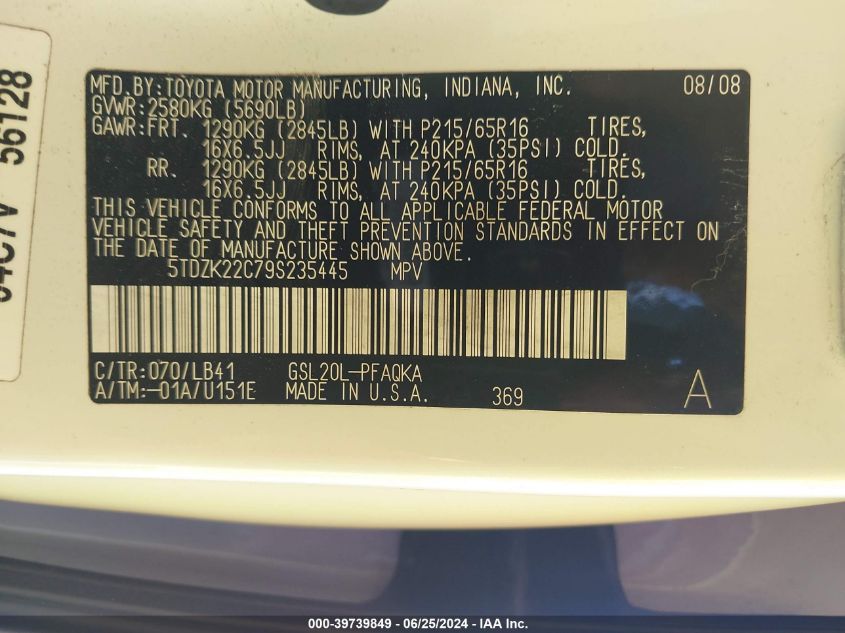 MFD. BY: TOYOTA MOTOR MANUFACTURING, INDIANA, INC. 08/08
GVWR: 2580KG (5690LB)
GAWR: FRT. 1290KG (2845LB) WITH P215/65R16 TIRES,
16X6.5JJ RIMS, AT 240KPA (35PSI) COLD.
RR. 1290KG (2845LB) WITH P215/65R16 TIRES,
16X6.5JJ RIMS, AT 240KPA (35PSI) COLD.
THIS VEHICLE CONFORMS TO ALL APPLICABLE FEDERAL MOTOR
VEHICLE SAFETY AND THEFT PREVENTION STANDARDS IN EFFECT ON
THE DATE OF MANUFACTURE SHOWN ABOVE.
5TDZK22C79S235445 MPV
C/TR: 070/LB41 GSL20L-PFAQKA
A/TM: -01A/U151E MADE IN U.S.A. 369 A
56128
000-39739849 - 06/25/2024 - IAA Inc.